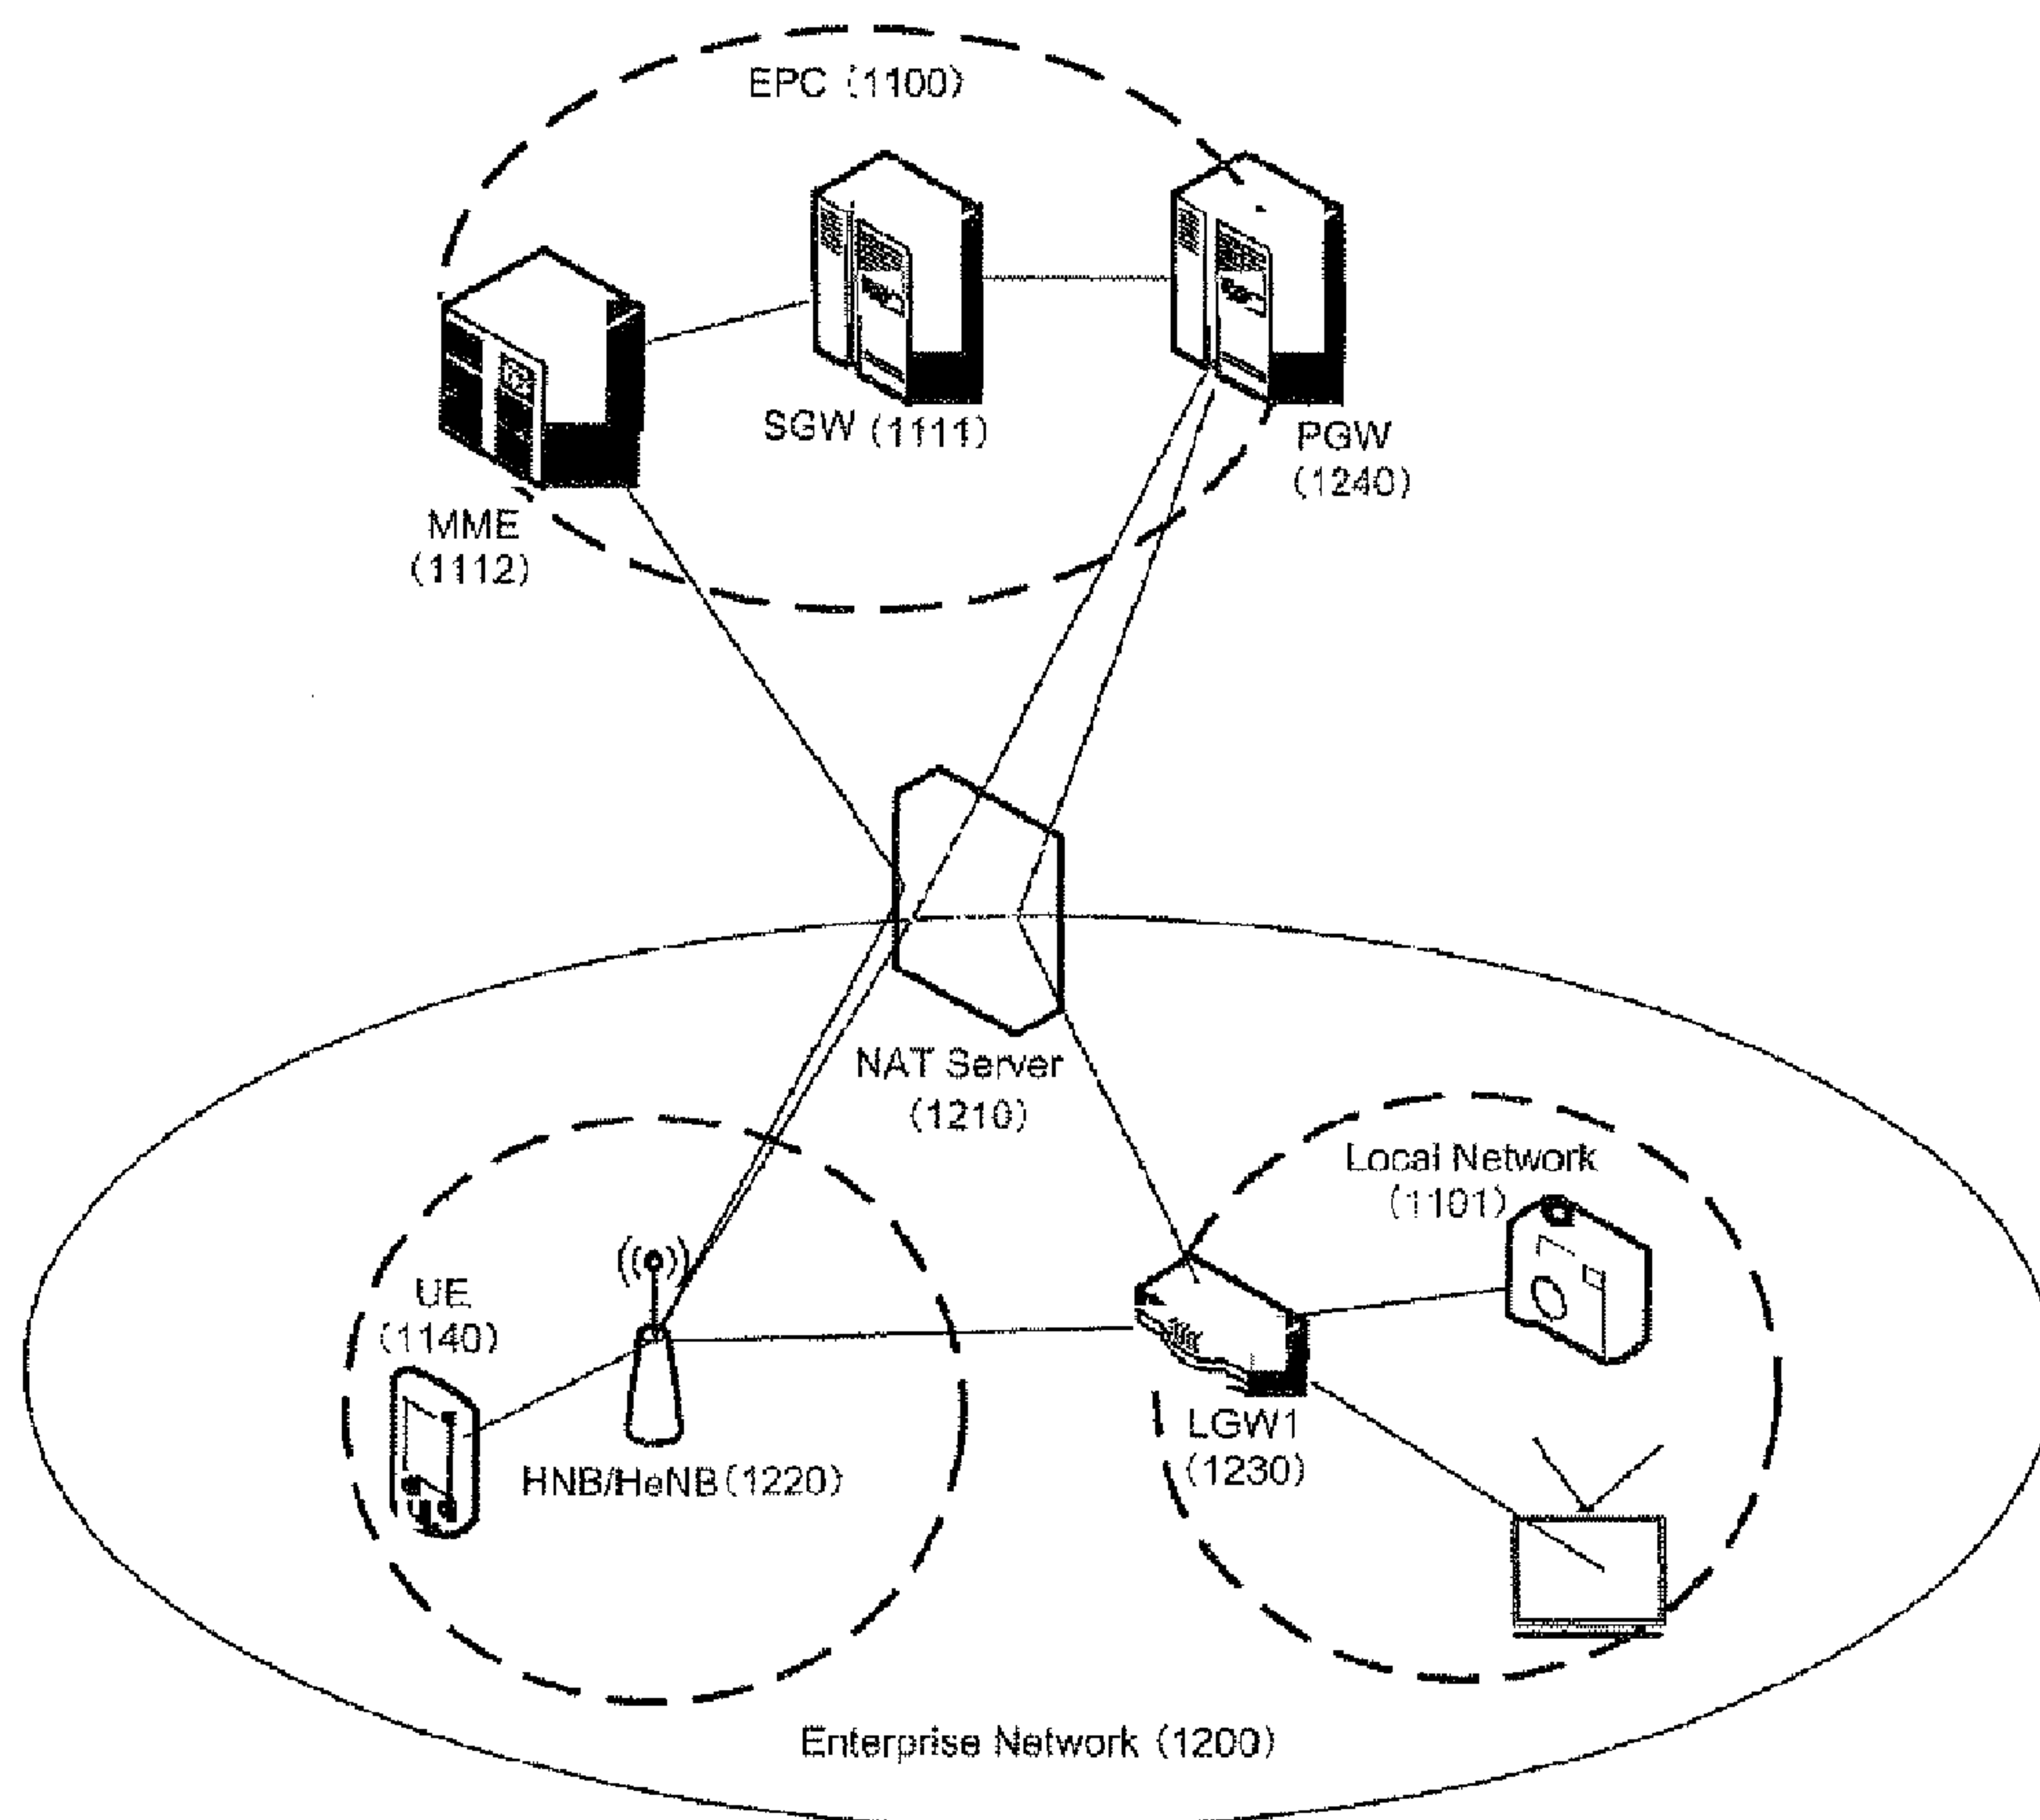 EPC (1100)
SGW (1111)
PGW
(1240)
MME
(1112)
NAT Server
(1210)
Local Network
(1101)
UE
(1140)
HNB/HeNB (1220)
LGW1
(1230)
Enterprise Network (1200)